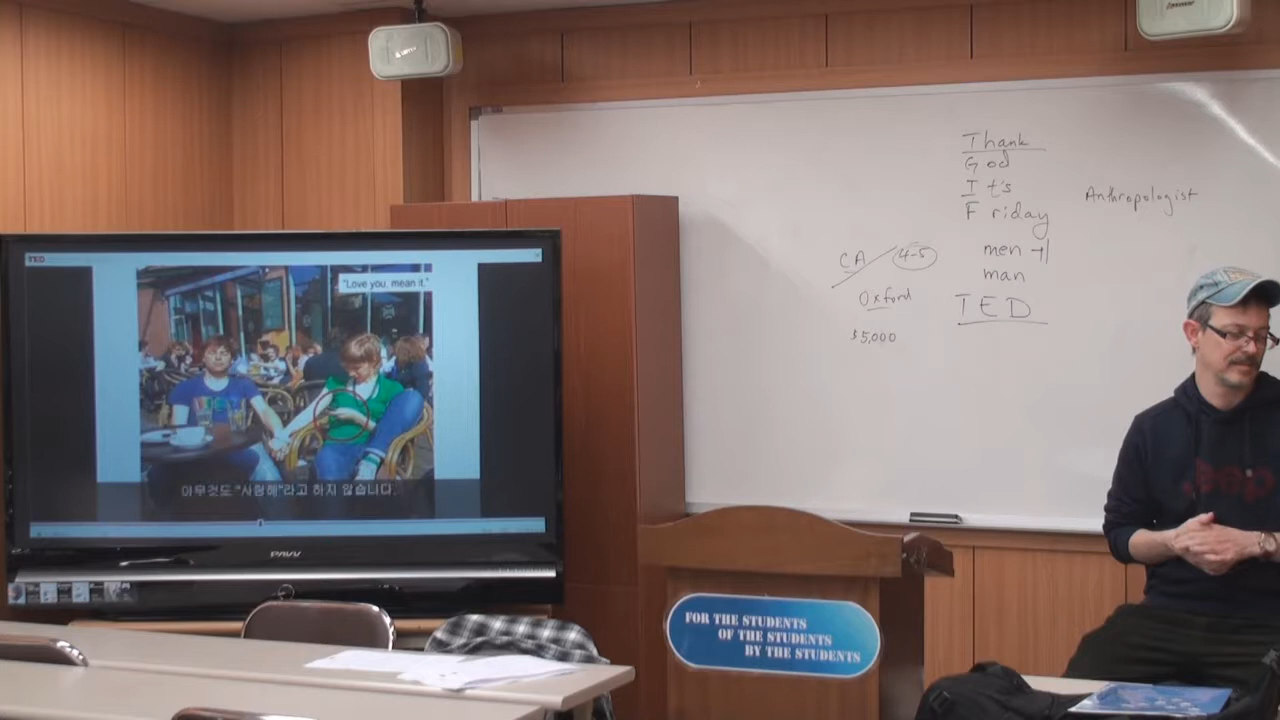 TED
"Love you, mean it."
아무것도 "사랑해"라고 하지 않습니다.
PAVV
Thank
God
It's
Friday
men
man
TED
Anthropologist
CA
4-5
Oxford
$5,000
FOR THE STUDENTS
OF THE STUDENTS
BY THE STUDENTS
Jeep